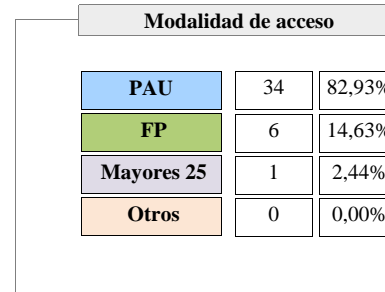 Modalidad de acceso
PAU 34 82,93%
FP 6 14,63%
Mayores 25 1 2,44%
Otros 0 0,00%